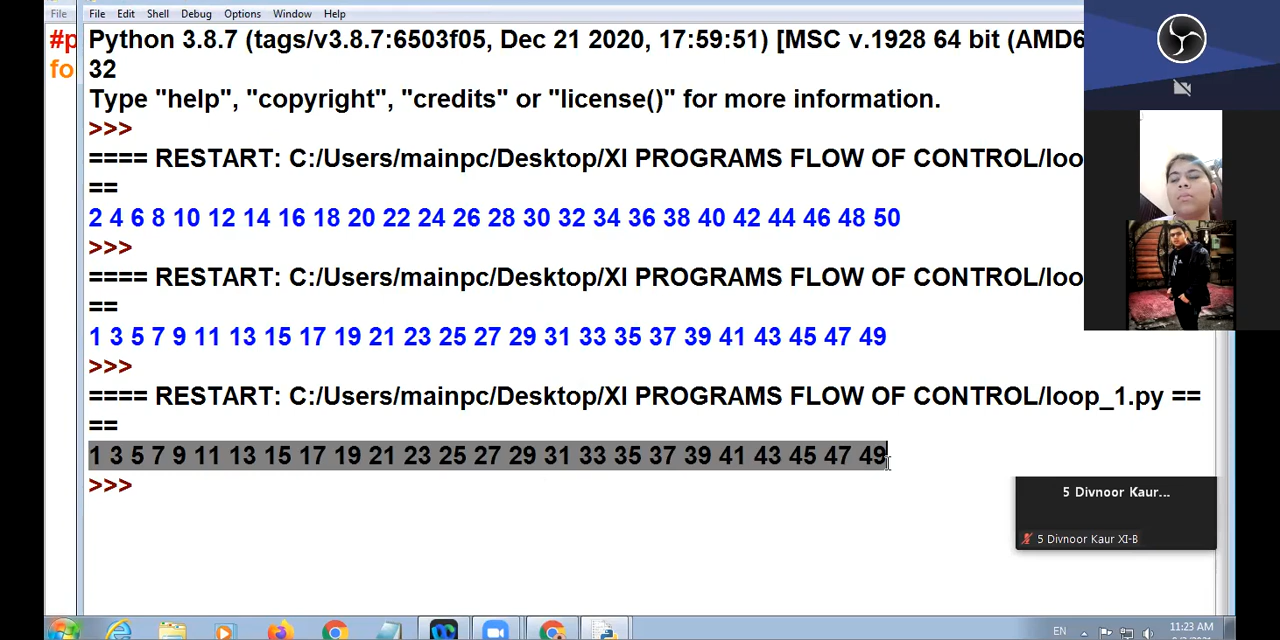 File Edit Shell Debug Options Window Help
File
#p
fo
Python 3.8.7 (tags/v3.8.7:6503f05, Dec 21 2020, 17:59:51) [MSC v.1928 64 bit (AMD6
32
Type "help", "copyright", "credits" or "license()" for more information.
>>>
==== RESTART: C:/Users/mainpc/Desktop/XI PROGRAMS FLOW OF CONTROL/loo
==
2 4 6 8 10 12 14 16 18 20 22 24 26 28 30 32 34 36 38 40 42 44 46 48 50
>>>
==== RESTART: C:/Users/mainpc/Desktop/XI PROGRAMS FLOW OF CONTROL/loo
==
1 3 5 7 9 11 13 15 17 19 21 23 25 27 29 31 33 35 37 39 41 43 45 47 49
>>>
==== RESTART: C:/Users/mainpc/Desktop/XI PROGRAMS FLOW OF CONTROL/loop_1.py ==
==
1 3 5 7 9 11 13 15 17 19 21 23 25 27 29 31 33 35 37 39 41 43 45 47 49
>>>
5 Divnoor Kaur...
5 Divnoor Kaur XI-B
EN
11:23 AM